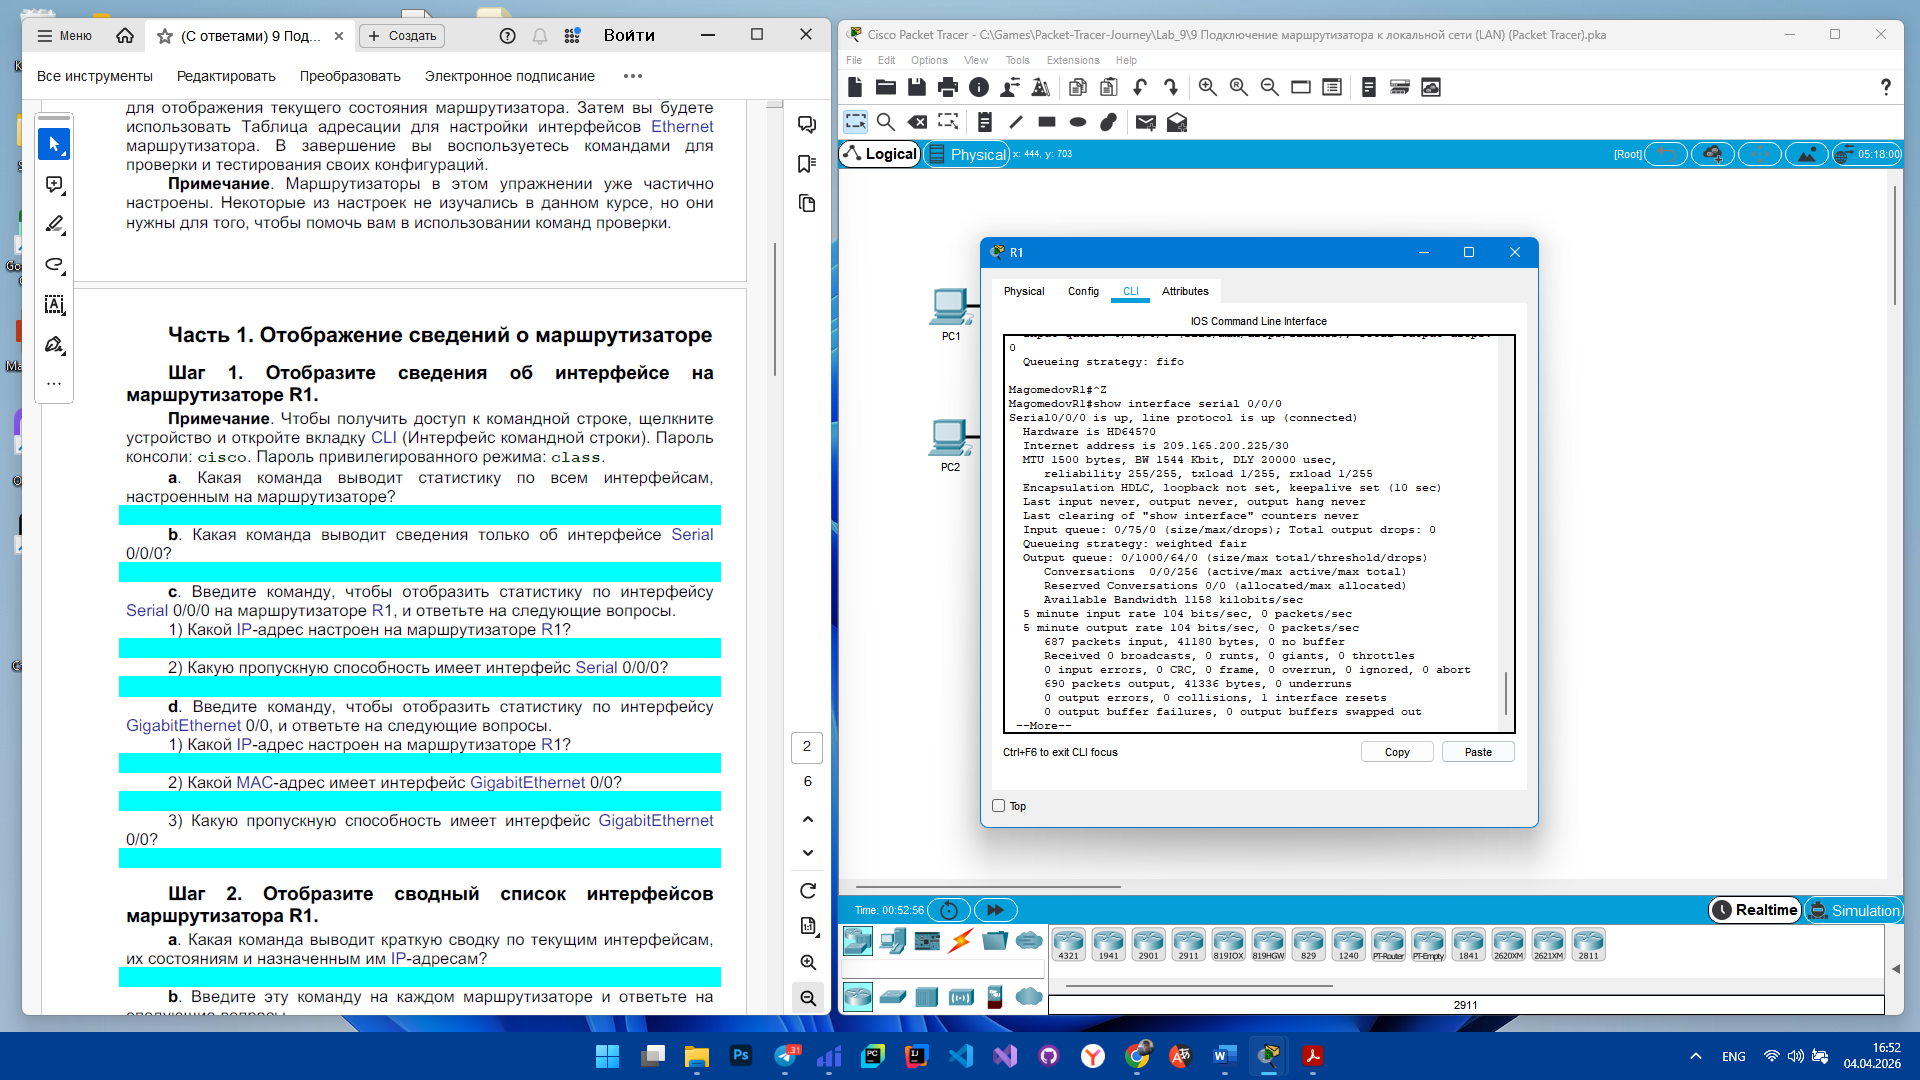 Меню
(С ответами) 9 Под...
Создать
Войти
Все инструменты
Редактировать
Преобразовать
Электронное подписание
для отображения текущего состояния маршрутизатора. Затем вы будете
использовать Таблица адресации для настройки интерфейсов Ethernet
маршрутизатора. В завершение вы воспользуетесь командами для
проверки и тестирования своих конфигураций.
Примечание. Маршрутизаторы в этом упражнении уже частично
настроены. Некоторые из настроек не изучались в данном курсе, но они
нужны для того, чтобы помочь вам в использовании команд проверки.
Часть 1. Отображение сведений о маршрутизаторе
Шаг 1. Отобразите сведения об интерфейсе на
маршрутизаторе R1.
Примечание. Чтобы получить доступ к командной строке, щелкните
устройство и откройте вкладку CLI (Интерфейс командной строки). Пароль
консоли: cisco. Пароль привилегированного режима: class.
a. Какая команда выводит статистику по всем интерфейсам,
настроенным на маршрутизаторе?
b. Какая команда выводит сведения только об интерфейсе Serial
0/0/0?
c. Введите команду, чтобы отобразить статистику по интерфейсу
Serial 0/0/0 на маршрутизаторе R1, и ответьте на следующие вопросы.
1) Какой IP-адрес настроен на маршрутизаторе R1?
2) Какую пропускную способность имеет интерфейс Serial 0/0/0?
d. Введите команду, чтобы отобразить статистику по интерфейсу
GigabitEthernet 0/0, и ответьте на следующие вопросы.
1) Какой IP-адрес настроен на маршрутизаторе R1?
2) Какой MAC-адрес имеет интерфейс GigabitEthernet 0/0?
3) Какую пропускную способность имеет интерфейс GigabitEthernet
0/0?
Шаг 2. Отобразите сводный список интерфейсов
маршрутизатора R1.
a. Какая команда выводит краткую сводку по текущим интерфейсам,
их состояниям и назначенным им IP-адресам?
b. Введите эту команду на каждом маршрутизаторе и ответьте на
следующие вопросы.
2
6
Cisco Packet Tracer - C:\Games\Packet-Tracer-Journey\Lab_9\9 Подключение маршрутизатора к локальной сети (LAN) (Packet Tracer).pka
File Edit Options View Tools Extensions Help
Logical
Physical
x: 444, y: 703
[Root]
05:18:00
PC1
PC2
R1
Physical
Config
CLI
Attributes
IOS Command Line Interface
0
Queueing strategy: fifo
MagomedovR1#^Z
MagomedovR1#show interface serial 0/0/0
Serial0/0/0 is up, line protocol is up (connected)
Hardware is HD64570
Internet address is 209.165.200.225/30
MTU 1500 bytes, BW 1544 Kbit, DLY 20000 usec,
reliability 255/255, txload 1/255, rxload 1/255
Encapsulation HDLC, loopback not set, keepalive set (10 sec)
Last input never, output never, output hang never
Last clearing of "show interface" counters never
Input queue: 0/75/0 (size/max/drops); Total output drops: 0
Queueing strategy: weighted fair
Output queue: 0/1000/64/0 (size/max total/threshold/drops)
Conversations 0/0/256 (active/max active/max total)
Reserved Conversations 0/0 (allocated/max allocated)
Available Bandwidth 1158 kilobits/sec
5 minute input rate 104 bits/sec, 0 packets/sec
5 minute output rate 104 bits/sec, 0 packets/sec
687 packets input, 41180 bytes, 0 no buffer
Received 0 broadcasts, 0 runts, 0 giants, 0 throttles
0 input errors, 0 CRC, 0 frame, 0 overrun, 0 ignored, 0 abort
690 packets output, 41336 bytes, 0 underruns
0 output errors, 0 collisions, 1 interface resets
0 output buffer failures, 0 output buffers swapped out
--More--
Ctrl+F6 to exit CLI focus
Copy
Paste
Top
Time: 00:52:56
Realtime
Simulation
4321 1941 2901 2911 819IOX 819HGW 829 1240 PT-Router PT-Empty 1841 2620XM 2621XM 2811
2911
31
ENG
16:52
04.04.2026